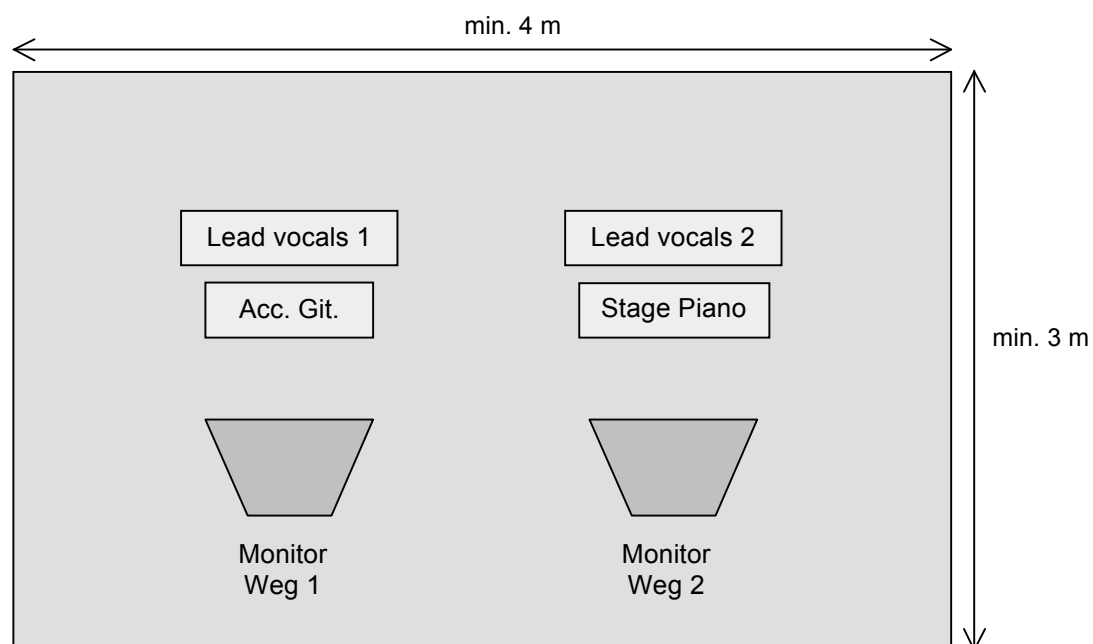 min. 4 m
Lead vocals 1
Lead vocals 2
Acc. Git.
Stage Piano
min. 3 m
Monitor
Weg 1
Monitor
Weg 2